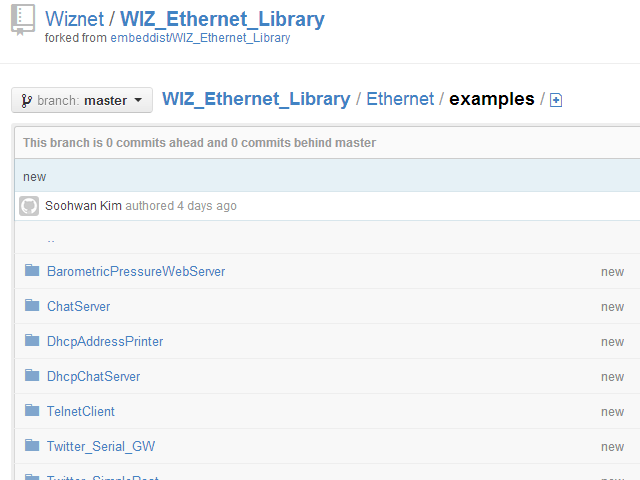 Wiznet / WIZ_Ethernet_Library
forked from embeddist/WIZ_Ethernet_Library
branch: master WIZ_Ethernet_Library / Ethernet / examples /
This branch is 0 commits ahead and 0 commits behind master
new
Soohwan Kim authored 4 days ago
..
BarometricPressureWebServer new
ChatServer new
DhcpAddressPrinter new
DhcpChatServer new
TelnetClient new
Twitter_Serial_GW new
Twitter_SimplePost new